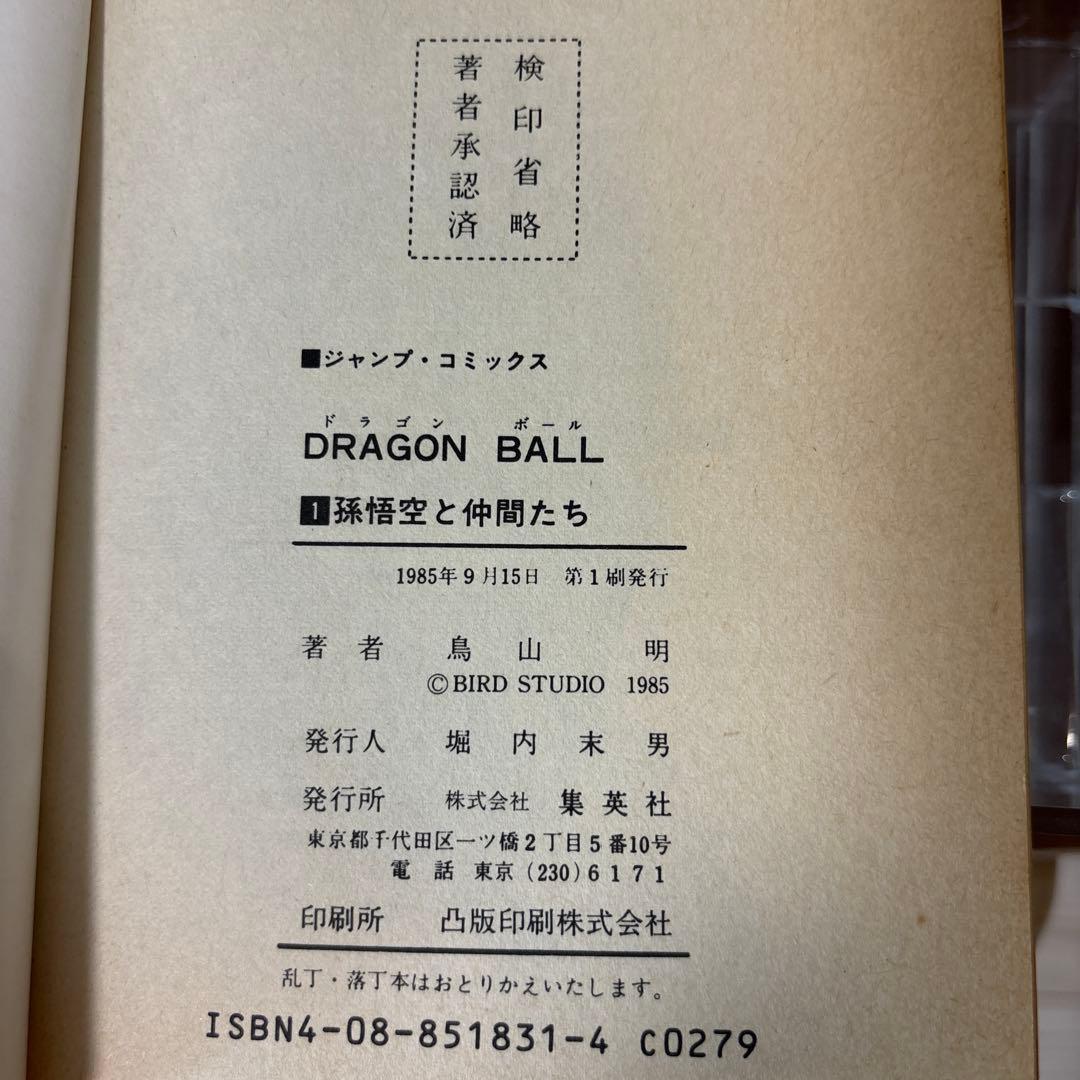 検印省略
著者承認済
■ジャンプ・コミックス
ドラゴン ボール
DRAGON BALL
1 孫悟空と仲間たち
1985年9月15日 第1刷発行
著者 鳥山 明
©BIRD STUDIO 1985
発行人 堀内末男
発行所 株式会社 集英社
東京都千代田区一ツ橋2丁目5番10号
電話 東京(230)6171
印刷所 凸版印刷株式会社
乱丁・落丁本はおとりかえいたします。
ISBN4-08-851831-4 C0279